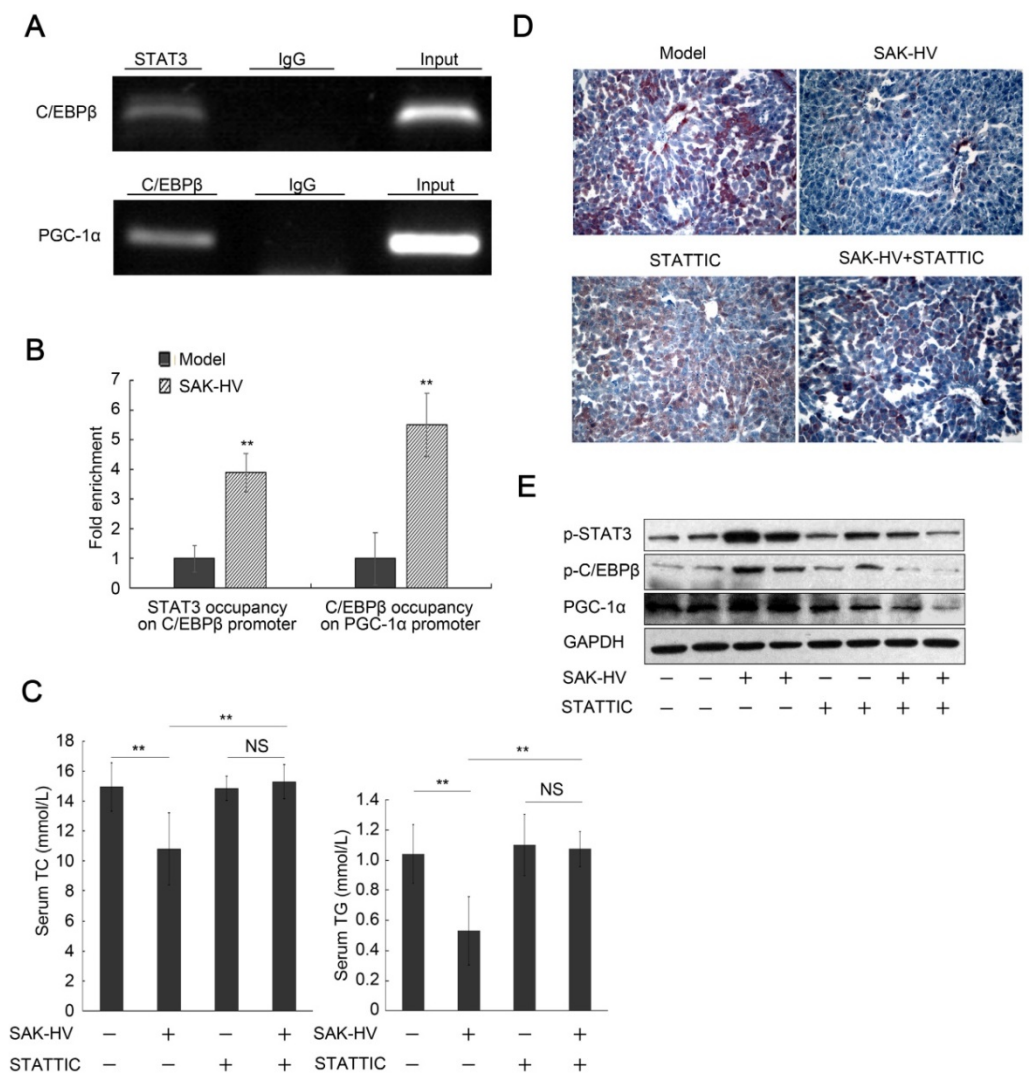 A
STAT3 IgG Input
C/EBPβ
C/EBPβ IgG Input
PGC-1α
B
Model
SAK-HV
Fold enrichment
7
6
5
4
3
2
1
0
**
**
STAT3 occupancy
on C/EBPβ promoter
C/EBPβ occupancy
on PGC-1α promoter
C
Serum TC (mmol/L)
18
16
14
12
10
8
6
4
2
0
**
**
NS
SAK-HV − + − +
STATTIC − − + +
Serum TG (mmol/L)
1.4
1.2
1.0
0.8
0.6
0.4
0.2
0
**
**
NS
SAK-HV − + − +
STATTIC − − + +
D
Model SAK-HV
STATTIC SAK-HV+STATTIC
E
p-STAT3
p-C/EBPβ
PGC-1α
GAPDH
SAK-HV − − + + − − + +
STATTIC − − − − + + + +